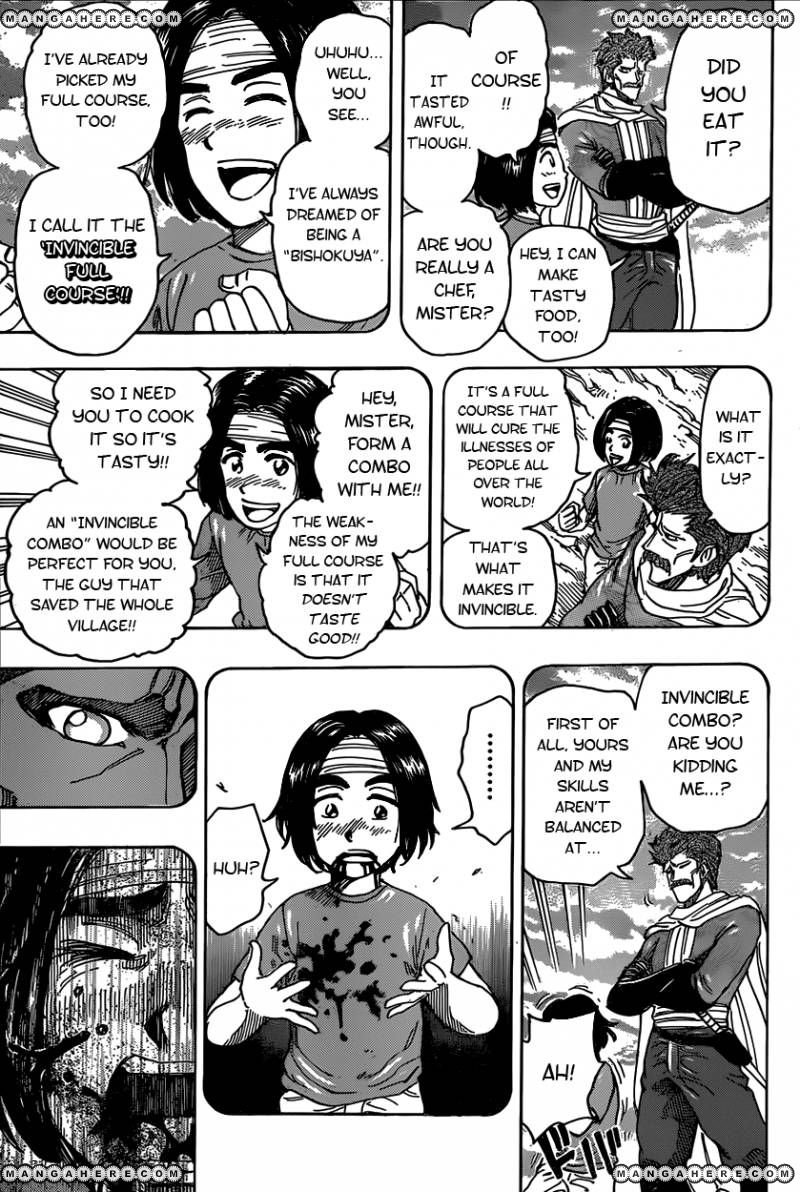 MANGAHERE.COM
MANGAHERE.COM
DID
YOU
EAT
IT?
OF
COURSE
!!
IT
TASTED
AWFUL,
THOUGH.
HEY, I CAN
MAKE
TASTY
FOOD,
TOO!
ARE YOU
REALLY A
CHEF,
MISTER?
UHUHU...
WELL,
YOU
SEE...
I'VE ALWAYS
DREAMED OF
BEING A
"BISHOKUYA".
I'VE ALREADY
PICKED MY
FULL COURSE,
TOO!
I CALL IT THE
'INVINCIBLE
FULL
COURSE'!!
WHAT
IS IT
EXACT-
LY?
IT'S A FULL
COURSE THAT
WILL CURE THE
ILLNESSES OF
PEOPLE ALL
OVER THE
WORLD!
THAT'S
WHAT
MAKES IT
INVINCIBLE.
HEY,
MISTER,
FORM A
COMBO
WITH ME!!
THE WEAK-
NESS OF MY
FULL COURSE
IS THAT IT
DOESN'T
TASTE
GOOD!!
SO I NEED
YOU TO COOK
IT SO IT'S
TASTY!!
AN "INVINCIBLE
COMBO" WOULD BE
PERFECT FOR YOU,
THE GUY THAT
SAVED THE WHOLE
VILLAGE!!
INVINCIBLE
COMBO?
ARE YOU
KIDDING
ME...?
FIRST OF
ALL, YOURS
AND MY
SKILLS
AREN'T
BALANCED
AT...
AH!
ドドッ
........
HUH?
MANGAHERE.COM
MANGAHERE.COM